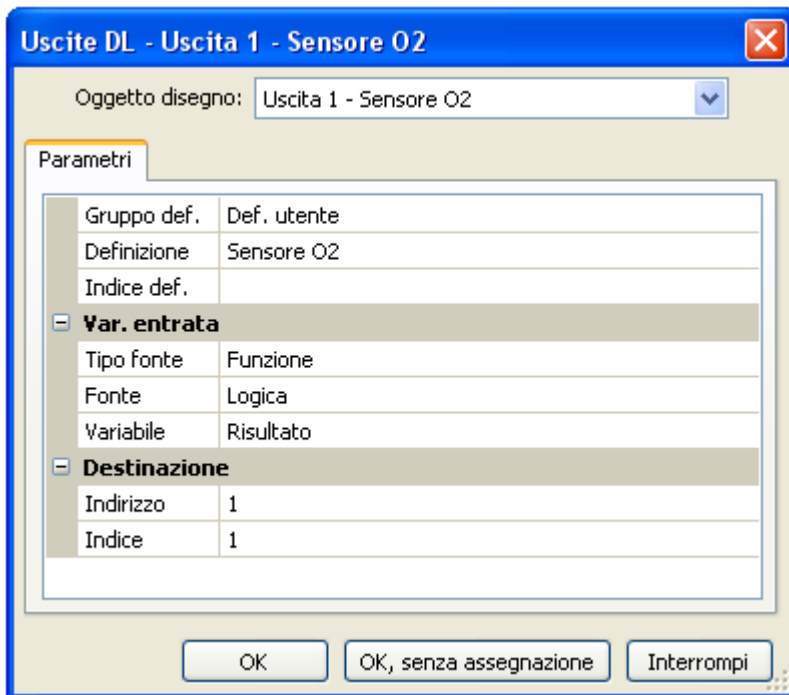 Uscite DL - Uscita 1 - Sensore O2
Oggetto disegno: Uscita 1 - Sensore O2
Parametri
Gruppo def. Def. utente
Definizione Sensore O2
Indice def.
Var. entrata
Tipo fonte Funzione
Fonte Logica
Variabile Risultato
Destinazione
Indirizzo 1
Indice 1
OK OK, senza assegnazione Interrompi